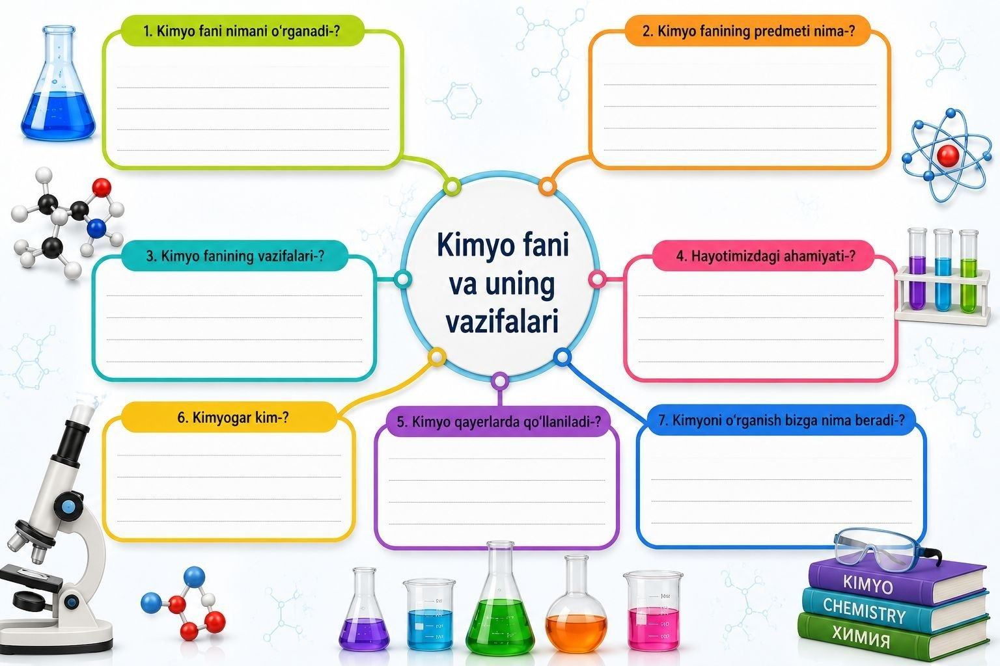 1. Kimyo fani nimani o‘rganadi-?
2. Kimyo fanining predmeti nima-?
Kimyo fani
va uning
vazifalari
3. Kimyo fanining vazifalari-?
4. Hayotimizdagi ahamiyati-?
6. Kimyogar kim-?
5. Kimyo qayerlarda qo‘llaniladi-?
7. Kimyoni o‘rganish bizga nima beradi-?
KIMYO
CHEMISTRY
ХИМИЯ